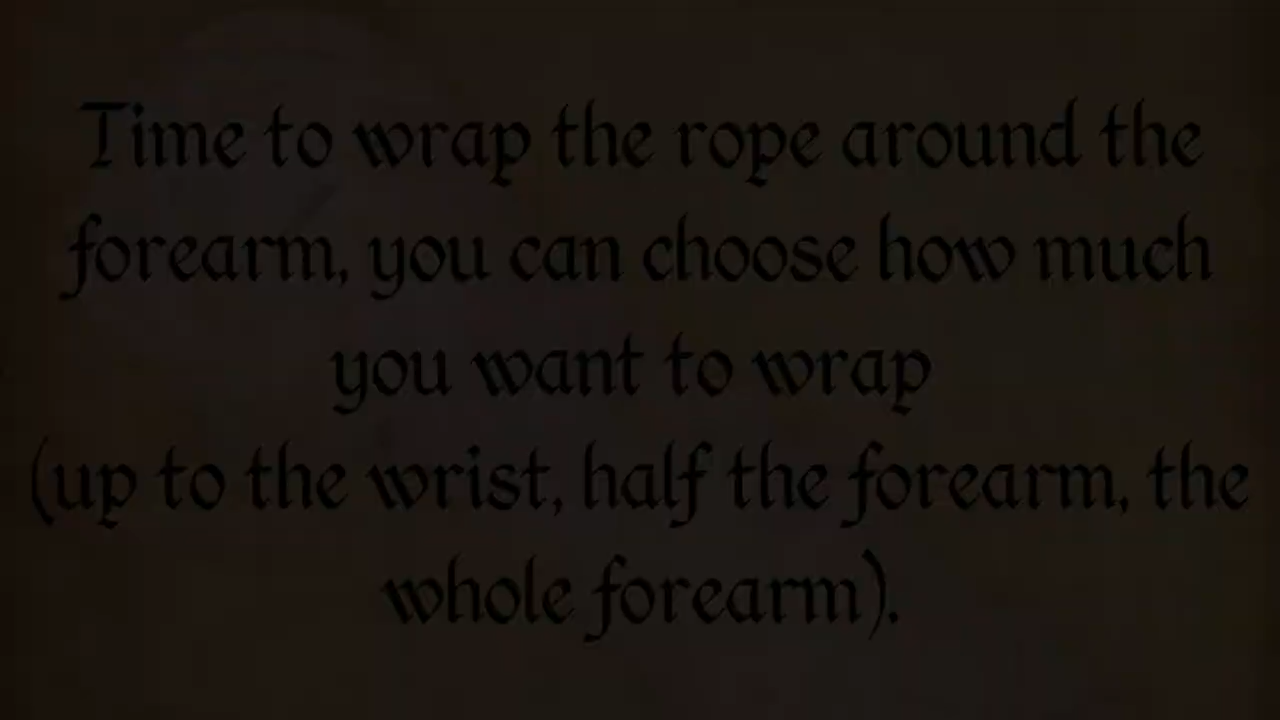 Time to wrap the rope around the
forearm, you can choose how much
you want to wrap
(up to the wrist, half the forearm, the
whole forearm).